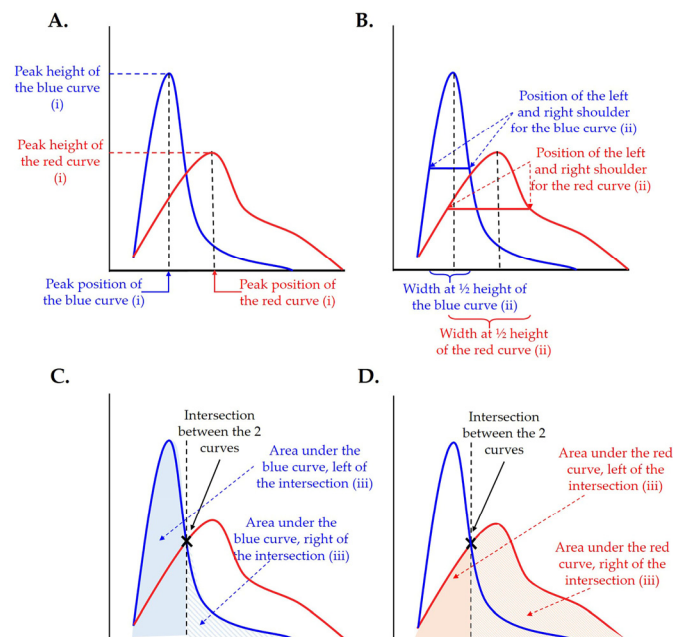 A.
Peak height of
the blue curve
(i)
Peak height of
the red curve
(i)
Peak position of
the blue curve (i)
Peak position of
the red curve (i)
B.
Position of the left
and right shoulder
for the blue curve (ii)
Position of the left
and right shoulder
for the red curve (ii)
Width at ½ height of
the blue curve (ii)
Width at ½ height
of the red curve (ii)
C.
Intersection
between the 2
curves
Area under the
blue curve, left of
the intersection (iii)
Area under the
blue curve, right of
the intersection (iii)
D.
Intersection
between the 2
curves
Area under the red
curve, left of the
intersection (iii)
Area under the red
curve, right of the
intersection (iii)